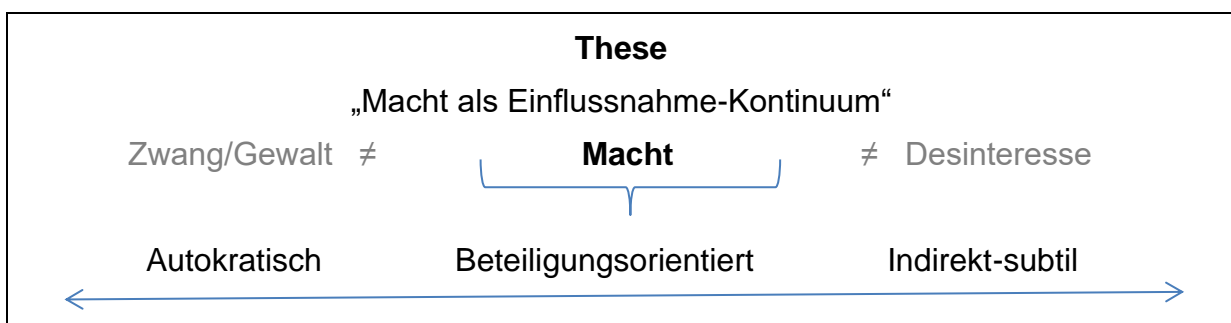 These
„Macht als Einflussnahme-Kontinuum“
Zwang/Gewalt ≠ Macht ≠ Desinteresse
Autokratisch Beteiligungsorientiert Indirekt-subtil